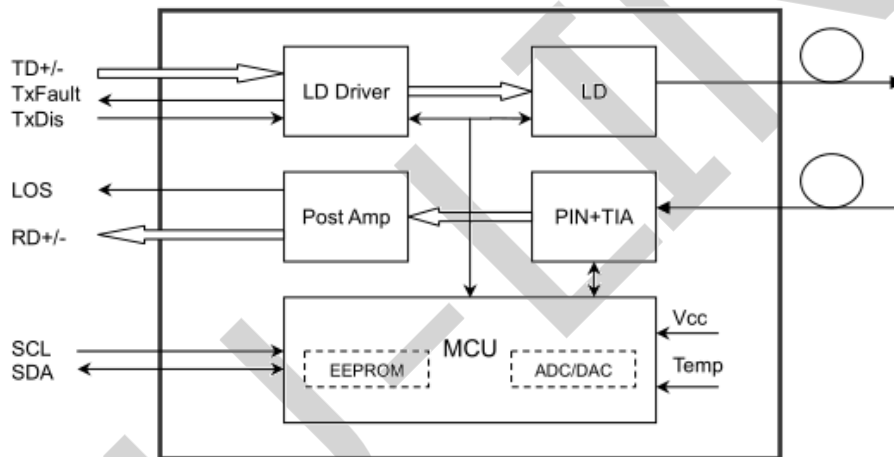 TD+/-
TxFault
TxDis
LD Driver
LD
LOS
RD+/-
Post Amp
PIN+TIA
SCL
SDA
MCU
EEPROM
ADC/DAC
Vcc
Temp